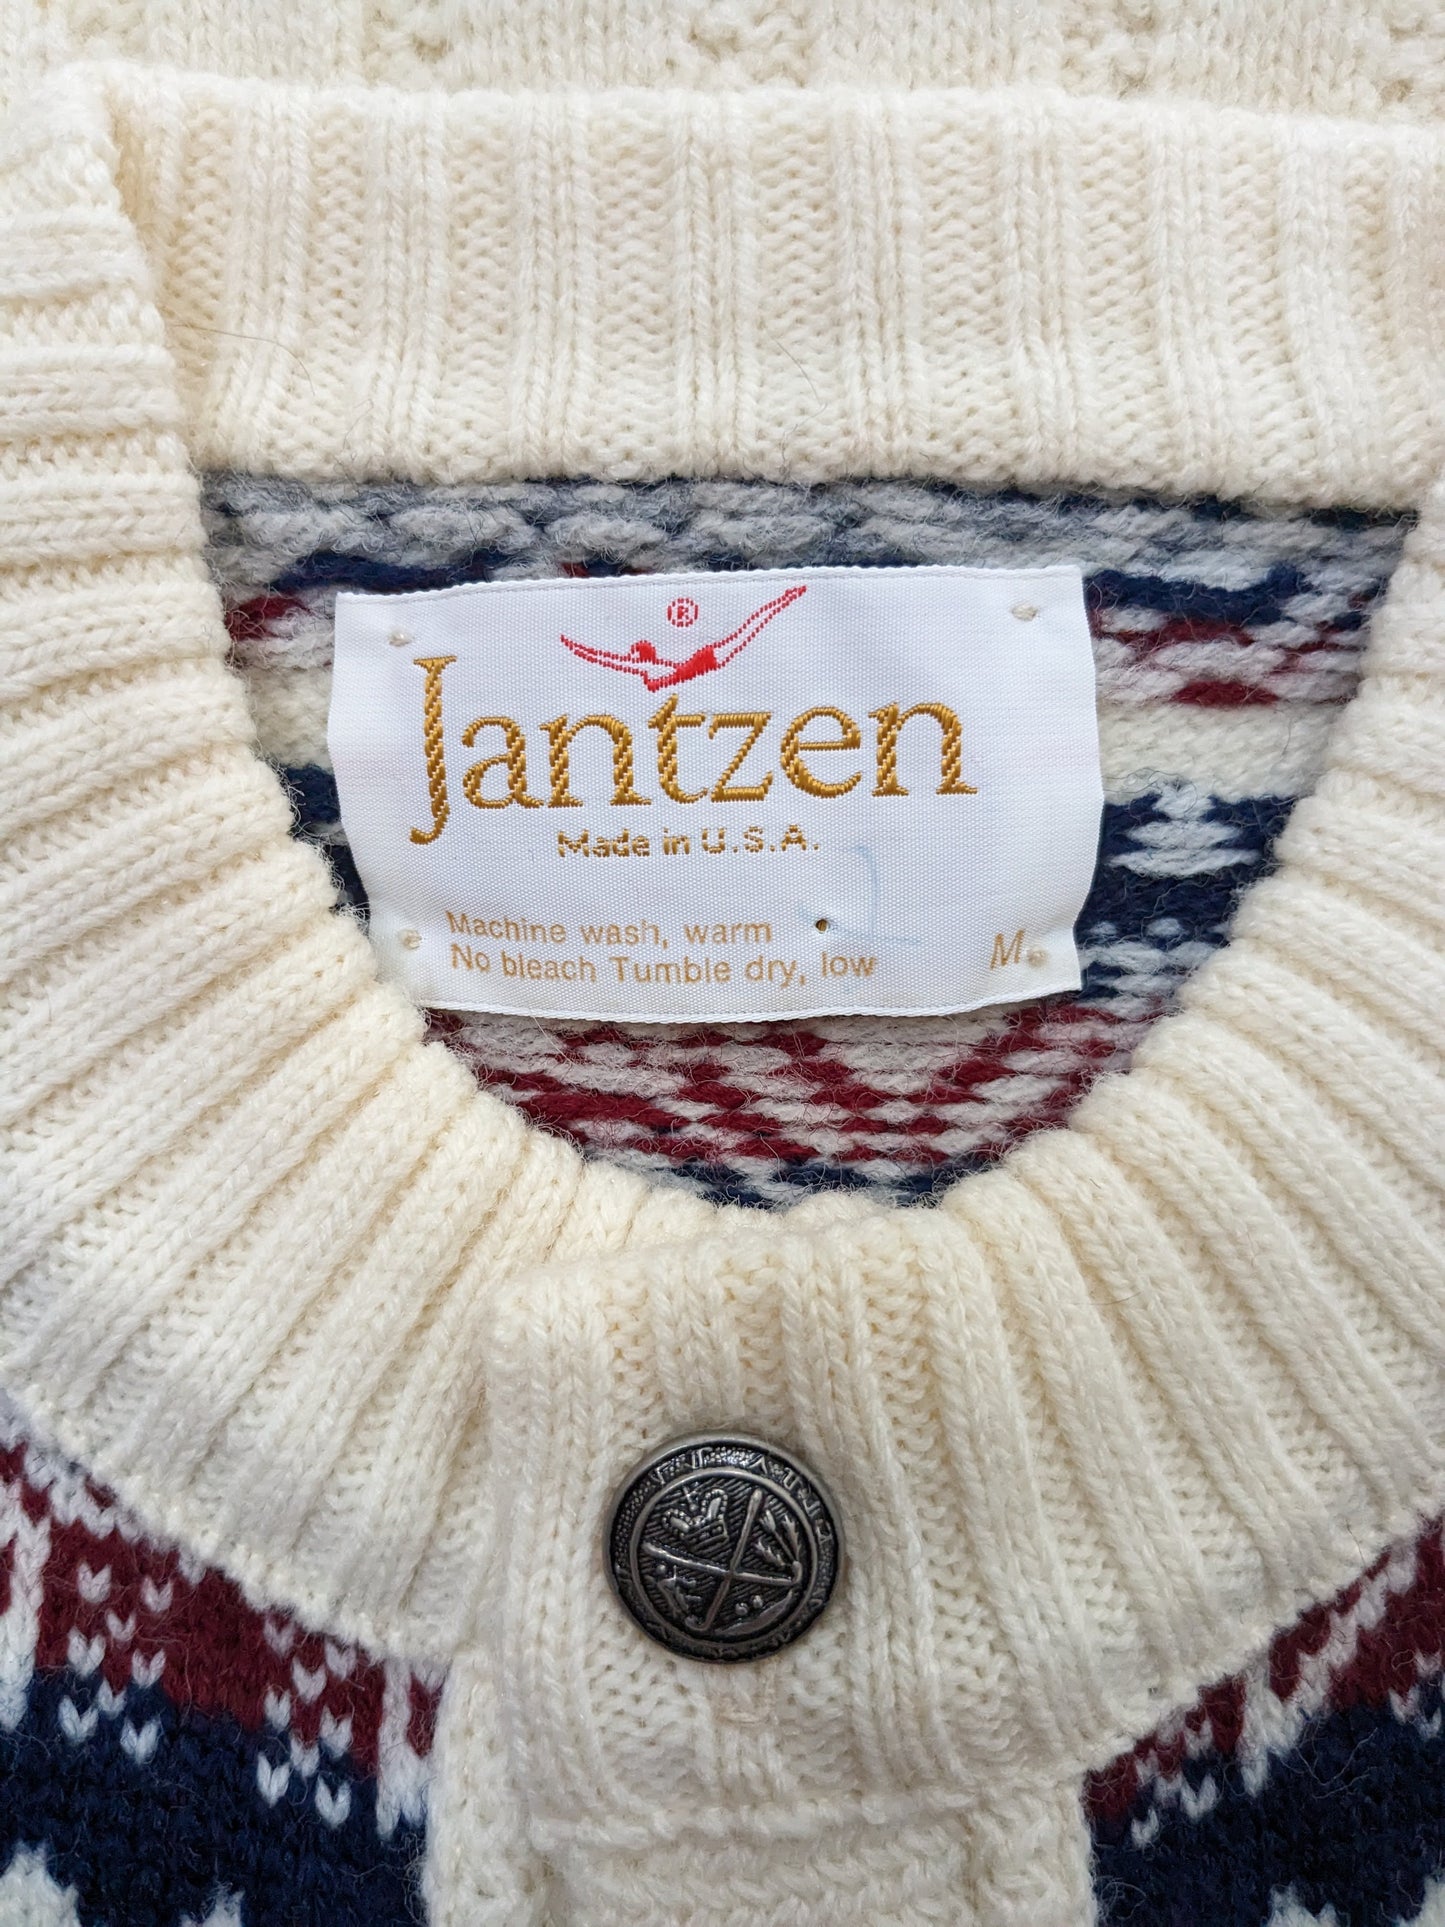 ®
Jantzen
Made in U.S.A.
Machine wash, warm
No bleach Tumble dry, low
M